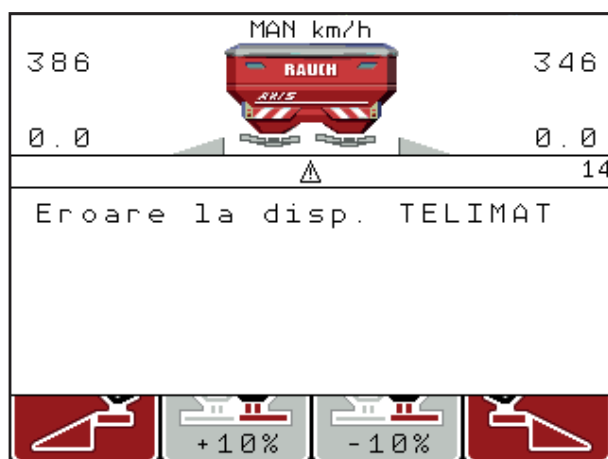 MAN km/h
386 346
RAUCH
AXIS
0.0 0.0
14
Eroare la disp. TELIMAT
+10% -10%